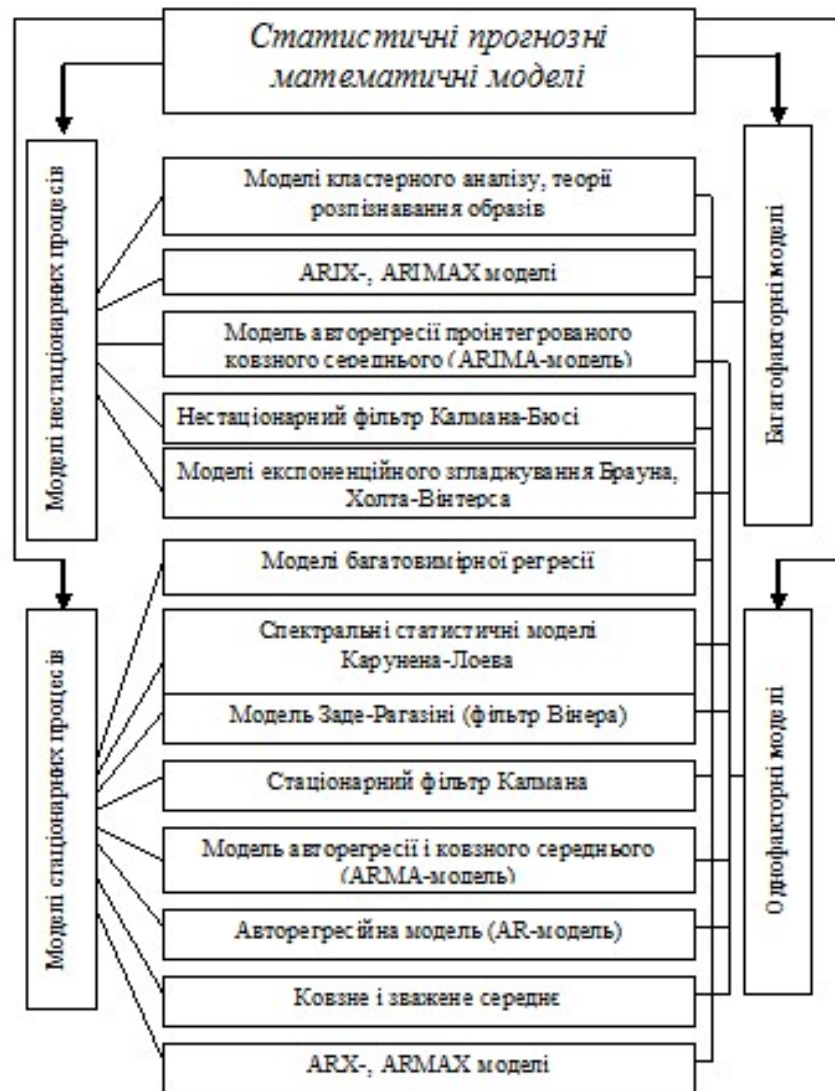 Статистичні прогнозні
математичні моделі
Моделі нестаціонарних процесів
Багатофакторні моделі
Моделі кластерного аналізу, теорії
розпізнавання образів
ARIX-, ARIMAX моделі
Модель авторегресії проінтегрованого
ковзного середнього (ARIMA-модель)
Нестаціонарний фільтр Калмана-Бюсі
Моделі експоненційного згладжування Брауна,
Холта-Вінтерса
Моделі стаціонарних процесів
Однофакторні моделі
Моделі багатовимірної регресії
Спектральні статистичні моделі
Карунена-Лоева
Модель Заде-Рагазіні (фільтр Вінера)
Стаціонарний фільтр Калмана
Модель авторегресії і ковзного середнього
(ARMA-модель)
Авторегресійна модель (AR-модель)
Ковзне і зважене середнє
ARX-, ARMAX моделі